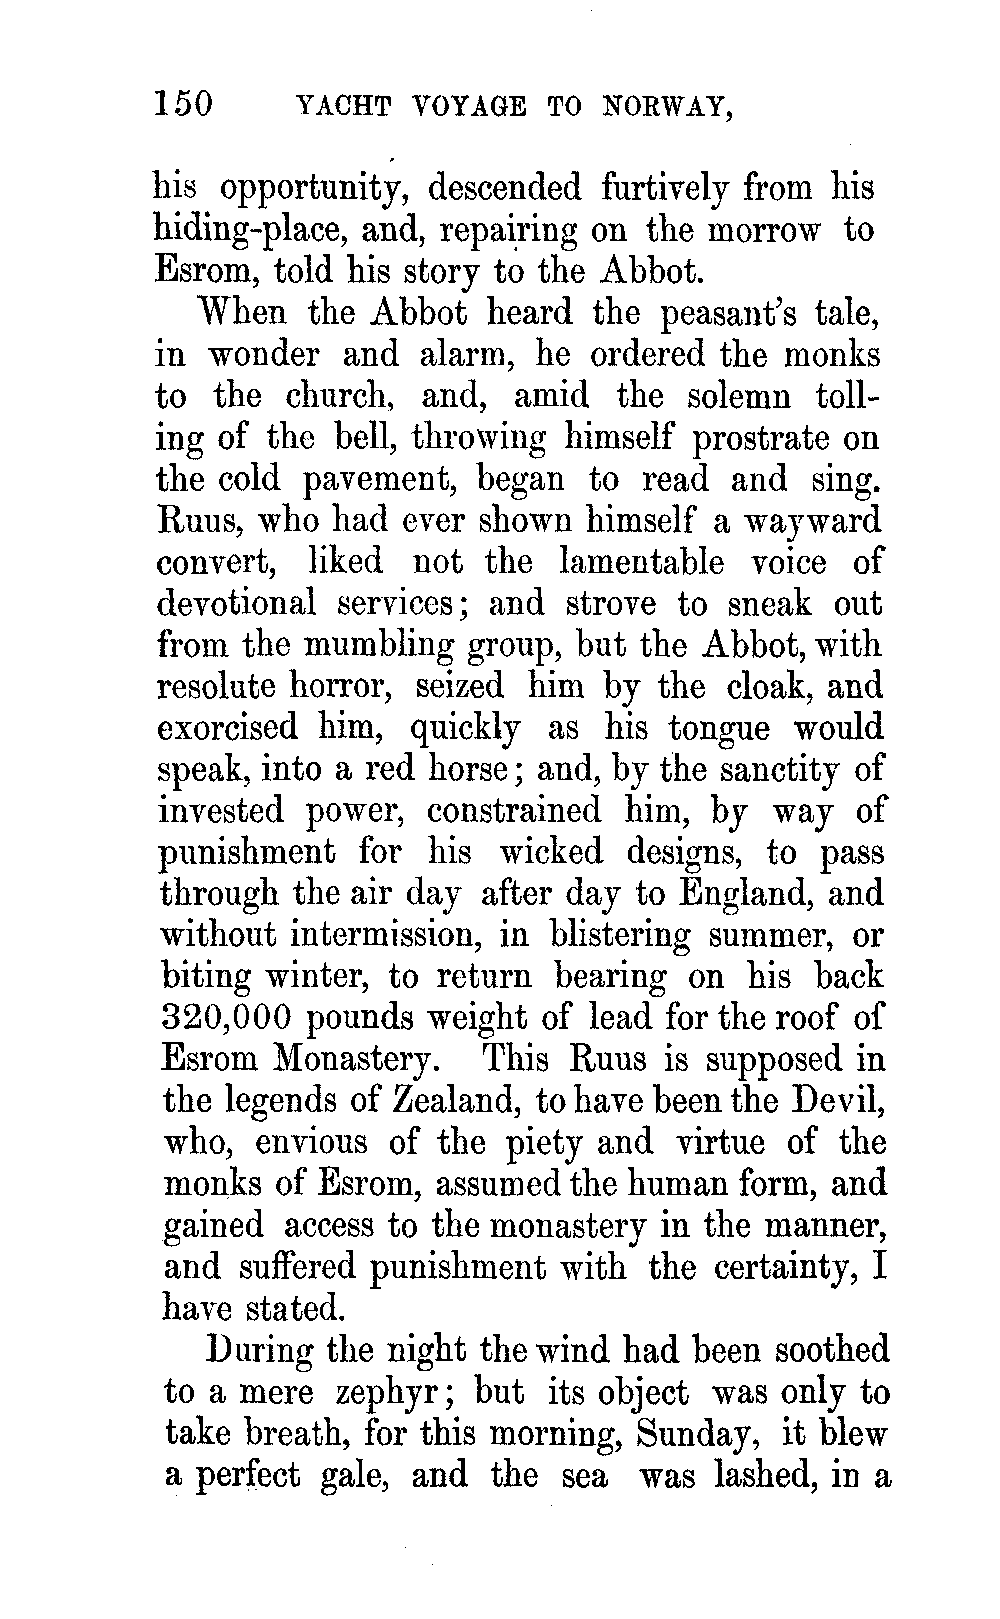 150 YACHT VOYAGE TO NORWAY,
his opportunity, descended furtively from his
hiding-place, and, repairing on the morrow to
Esrom, told his story to the Abbot.
When the Abbot heard the peasant's tale,
in wonder and alarm, he ordered the monks
to the church, and, amid the solemn toll-
ing of the bell, throwing himself prostrate on
the cold pavement, began to read and sing.
Ruus, who had ever shown himself a wayward
convert, liked not the lamentable voice of
devotional services; and strove to sneak out
from the mumbling group, but the Abbot, with
resolute horror, seized him by the cloak, and
exorcised him, quickly as his tongue would
speak, into a red horse; and, by the sanctity of
invested power, constrained him, by way of
punishment for his wicked designs, to pass
through the air day after day to England, and
without intermission, in blistering summer, or
biting winter, to return bearing on his back
320,000 pounds weight of lead for the roof of
Esrom Monastery. This Ruus is supposed in
the legends of Zealand, to have been the Devil,
who, envious of the piety and virtue of the
monks of Esrom, assumed the human form, and
gained access to the monastery in the manner,
and suffered punishment with the certainty, I
have stated.
During the night the wind had been soothed
to a mere zephyr; but its object was only to
take breath, for this morning, Sunday, it blew
a perfect gale, and the sea was lashed, in a